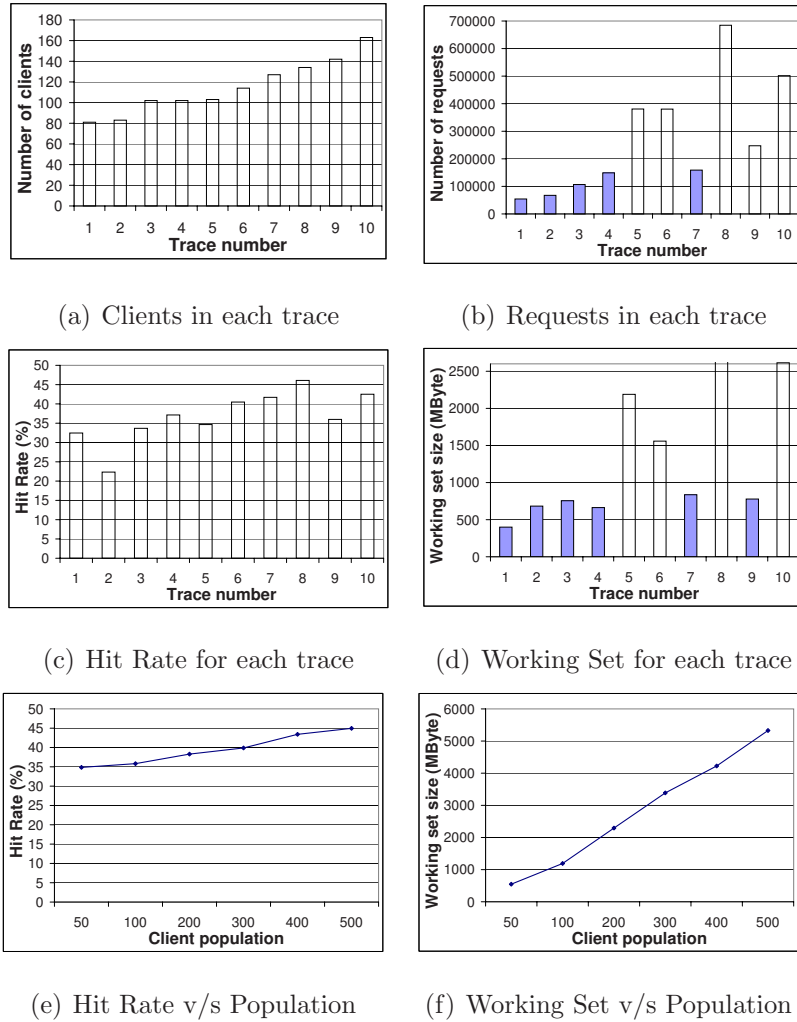 180
160
140
120
100
80
60
40
20
0
Number of clients
1 2 3 4 5 6 7 8 9 10
Trace number
(a) Clients in each trace
700000
600000
500000
400000
300000
200000
100000
0
Number of requests
1 2 3 4 5 6 7 8 9 10
Trace number
(b) Requests in each trace
50
45
40
35
30
25
20
15
10
5
0
Hit Rate (%)
1 2 3 4 5 6 7 8 9 10
Trace number
(c) Hit Rate for each trace
2500
2000
1500
1000
500
0
Working set size (MByte)
1 2 3 4 5 6 7 8 9 10
Trace number
(d) Working Set for each trace
50
45
40
35
30
25
20
15
10
5
0
Hit Rate (%)
50 100 200 300 400 500
Client population
(e) Hit Rate v/s Population
6000
5000
4000
3000
2000
1000
0
Working set size (MByte)
50 100 200 300 400 500
Client population
(f) Working Set v/s Population